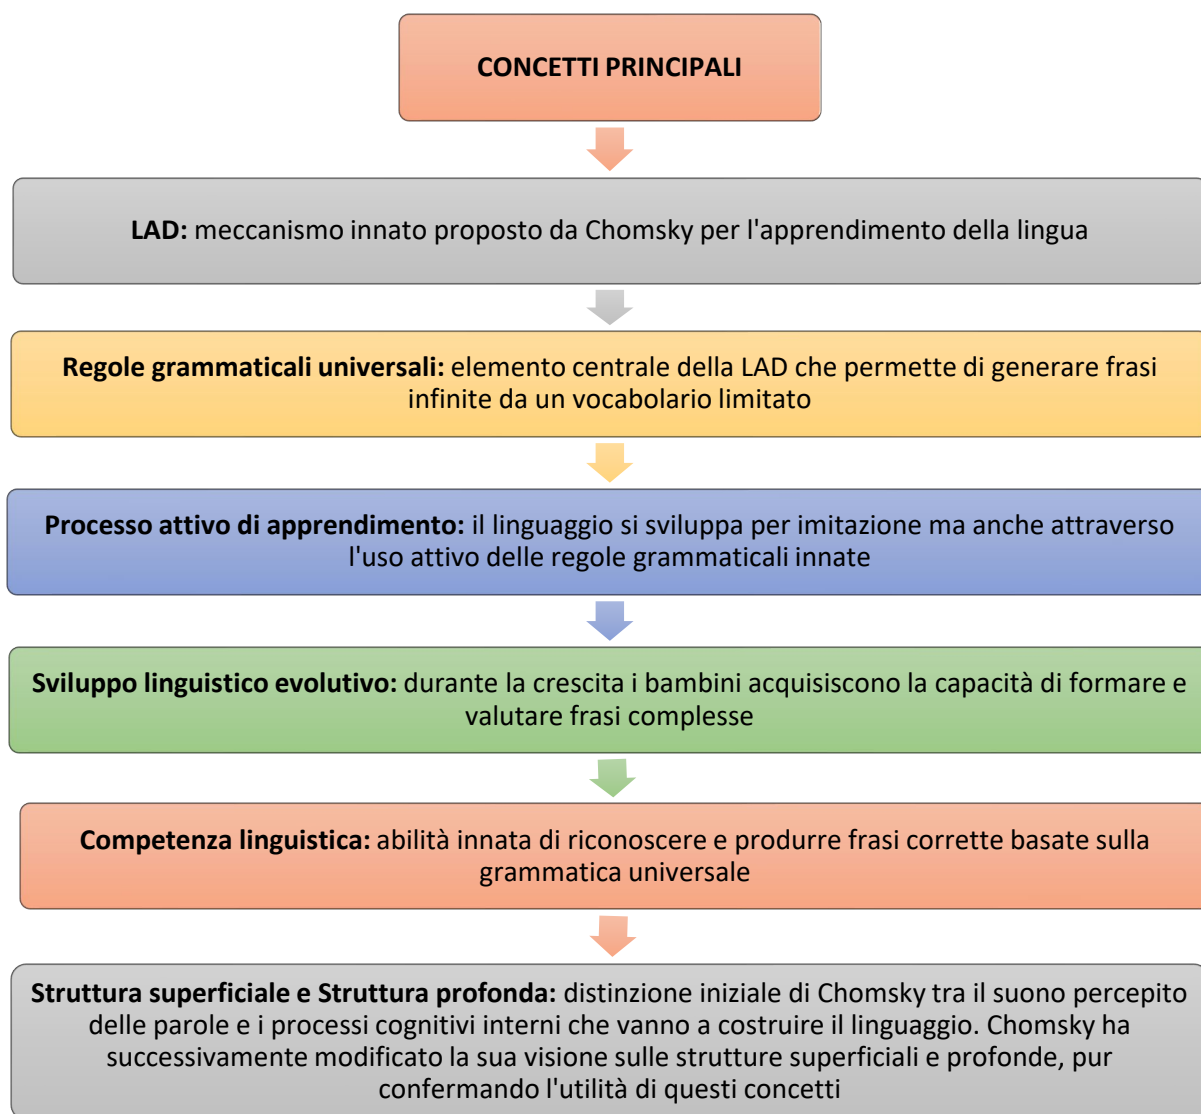 CONCETTI PRINCIPALI
LAD: meccanismo innato proposto da Chomsky per l'apprendimento della lingua
Regole grammaticali universali: elemento centrale della LAD che permette di generare frasi
infinite da un vocabolario limitato
Processo attivo di apprendimento: il linguaggio si sviluppa per imitazione ma anche attraverso
l'uso attivo delle regole grammaticali innate
Sviluppo linguistico evolutivo: durante la crescita i bambini acquisiscono la capacità di formare e
valutare frasi complesse
Competenza linguistica: abilità innata di riconoscere e produrre frasi corrette basate sulla
grammatica universale
Struttura superficiale e Struttura profonda: distinzione iniziale di Chomsky tra il suono percepito
delle parole e i processi cognitivi interni che vanno a costruire il linguaggio. Chomsky ha
successivamente modificato la sua visione sulle strutture superficiali e profonde, pur
confermando l'utilità di questi concetti